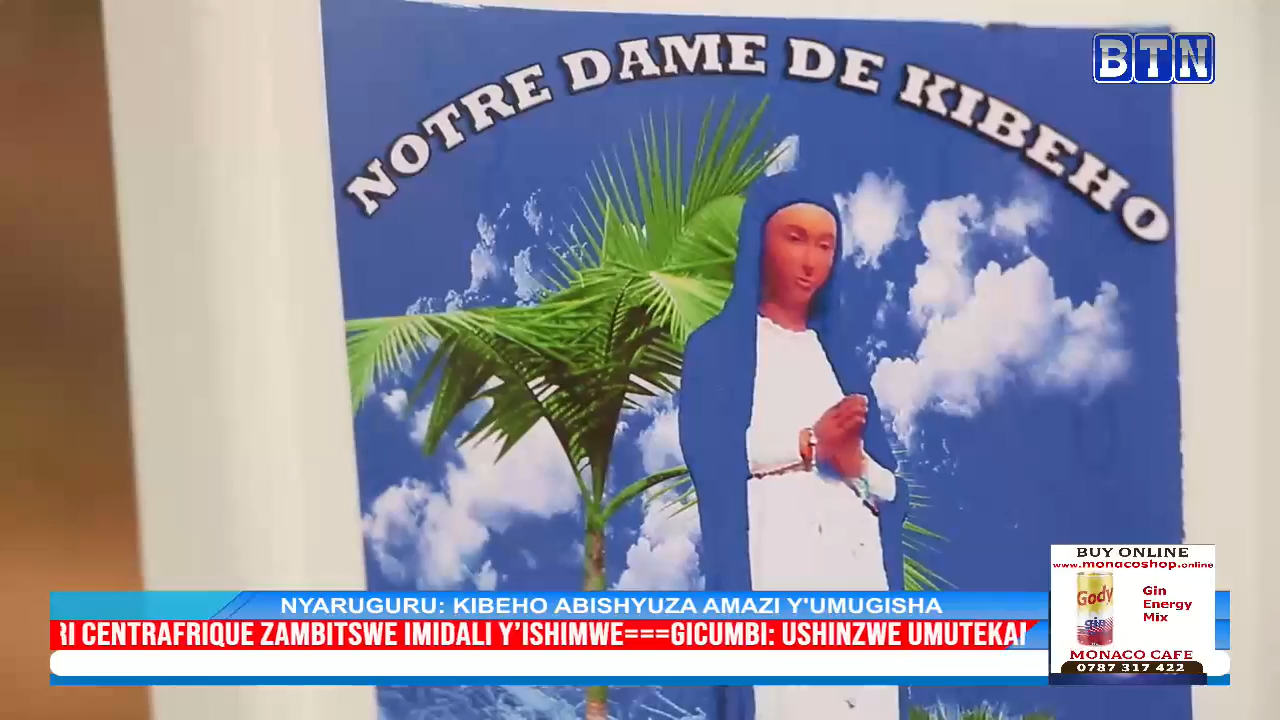 NOTRE DAME DE KIBEHO
BTN
BUY ONLINE
www.monacoshop.online
Gody
gin
Gin
Energy
Mix
MONACO CAFE
0787 317 422
NYARUGURU: KIBEHO ABISHYUZA AMAZI Y'UMUGISHA
CENTRAFRIQUE ZAMBITSWE IMIDALI Y’ISHIMWE===GICUMBI: USHINZWE